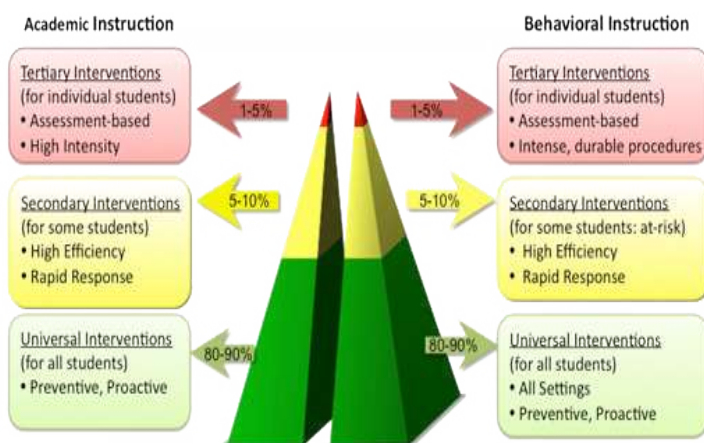 Academic Instruction
Tertiary Interventions
(for individual students)
• Assessment-based
• High Intensity
1-5%
Secondary Interventions
(for some students)
• High Efficiency
• Rapid Response
5-10%
Universal Interventions
(for all students)
• Preventive, Proactive
80-90%
Behavioral Instruction
1-5%
Tertiary Interventions
(for individual students)
• Assessment-based
• Intense, durable procedures
5-10%
Secondary Interventions
(for some students: at-risk)
• High Efficiency
• Rapid Response
80-90%
Universal Interventions
(for all students)
• All Settings
• Preventive, Proactive